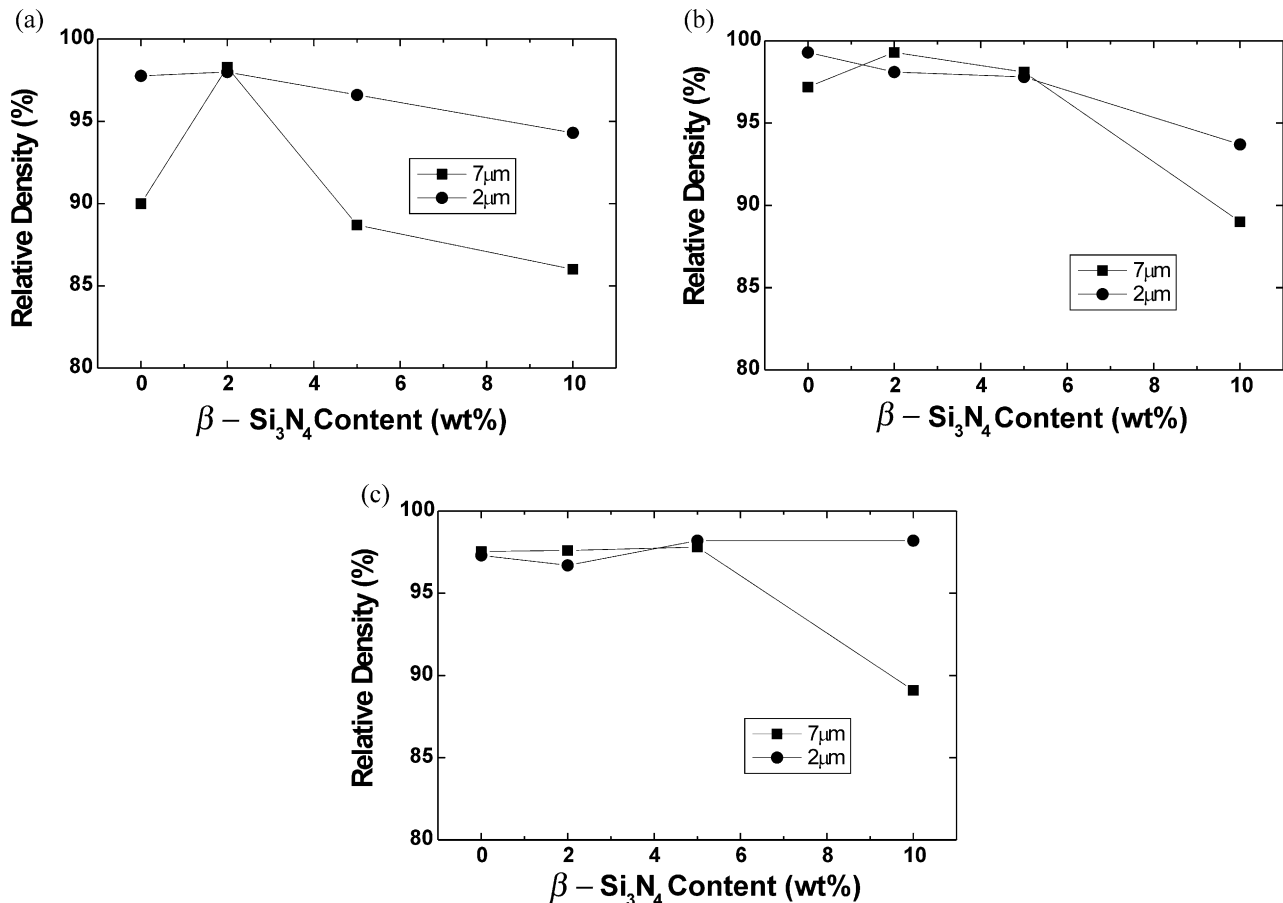 (a)
100
95
90
85
80
Relative Density (%)
7μm
2μm
0 2 4 6 8 10
β – Si₃N₄ Content (wt%)
(b)
100
95
90
85
80
Relative Density (%)
7μm
2μm
0 2 4 6 8 10
β – Si₃N₄ Content (wt%)
(c)
100
95
90
85
80
Relative Density (%)
7μm
2μm
0 2 4 6 8 10
β – Si₃N₄ Content (wt%)